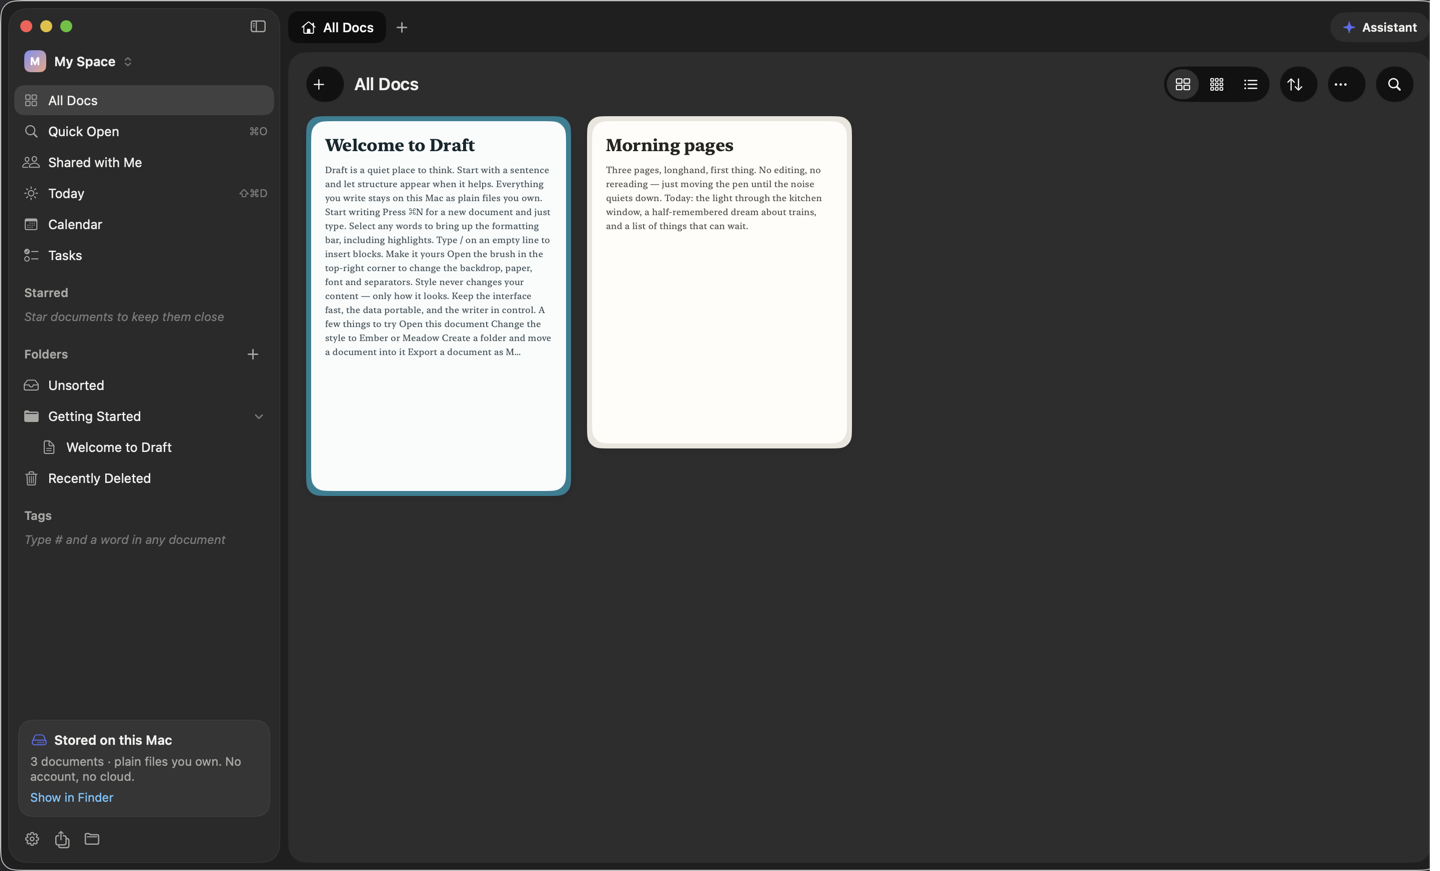 M My Space
All Docs
Quick Open ⌘O
Shared with Me
Today ⇧⌘D
Calendar
Tasks
Starred
Star documents to keep them close
Folders
Unsorted
Getting Started
Welcome to Draft
Recently Deleted
Tags
Type # and a word in any document
Stored on this Mac
3 documents · plain files you own. No
account, no cloud.
Show in Finder
All Docs
Assistant
All Docs
Welcome to Draft
Draft is a quiet place to think. Start with a sentence
and let structure appear when it helps. Everything
you write stays on this Mac as plain files you own.
Start writing Press ⌘N for a new document and just
type. Select any words to bring up the formatting
bar, including highlights. Type / on an empty line to
insert blocks. Make it yours Open the brush in the
top-right corner to change the backdrop, paper,
font and separators. Style never changes your
content — only how it looks. Keep the interface
fast, the data portable, and the writer in control. A
few things to try Open this document Change the
style to Ember or Meadow Create a folder and move
a document into it Export a document as M...
Morning pages
Three pages, longhand, first thing. No editing, no
rereading — just moving the pen until the noise
quiets down. Today: the light through the kitchen
window, a half-remembered dream about trains,
and a list of things that can wait.